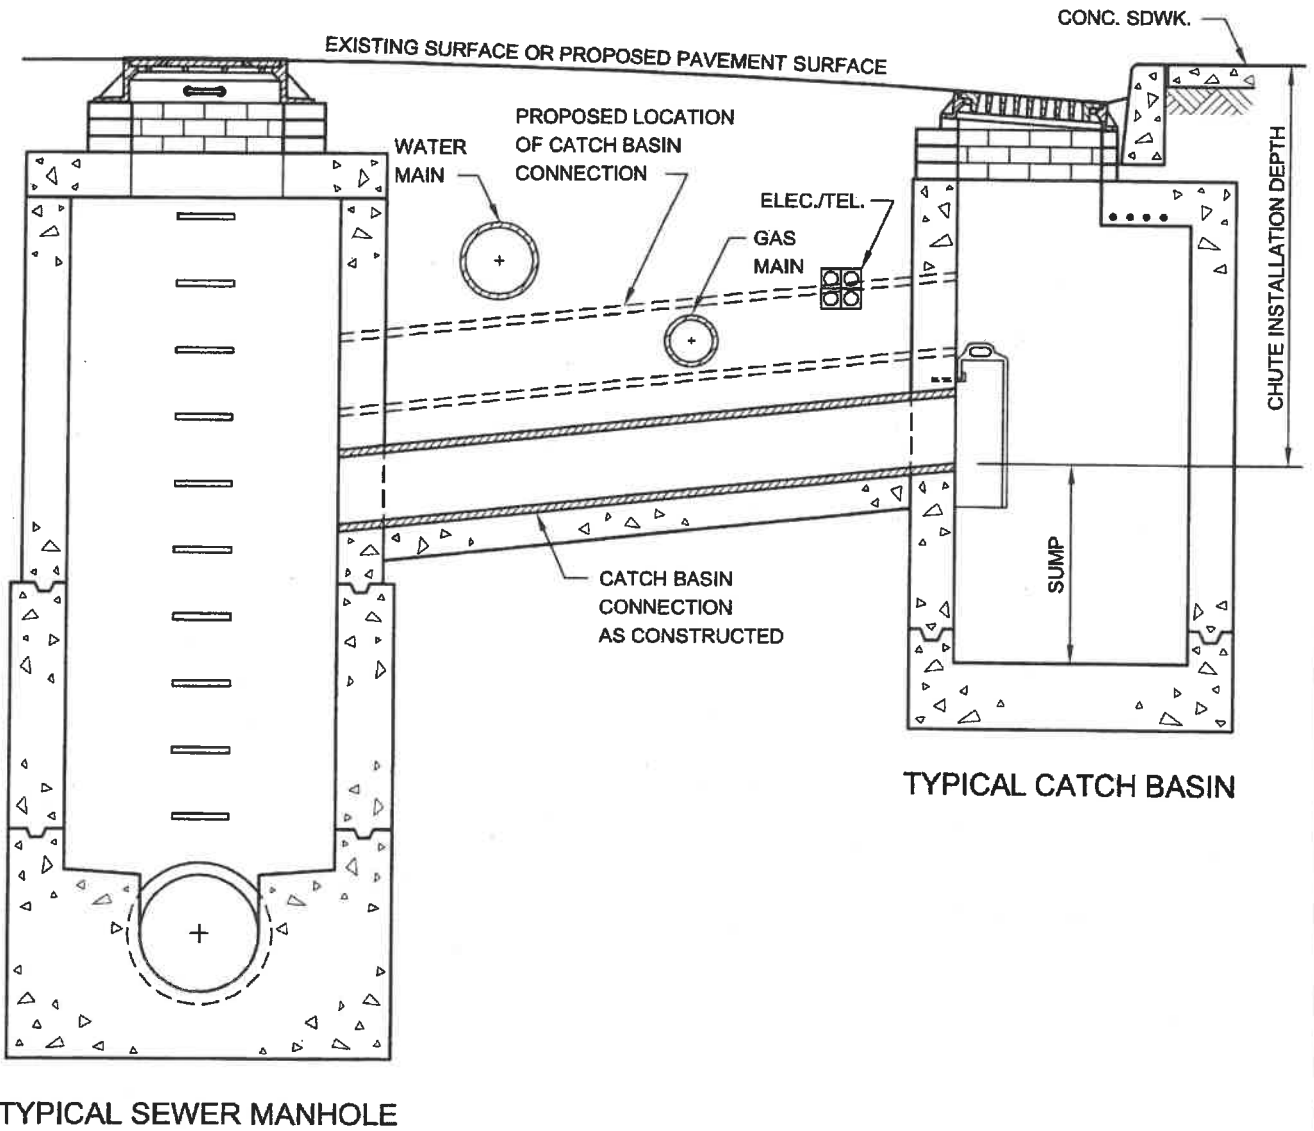 CONC. SDWK.
EXISTING SURFACE OR PROPOSED PAVEMENT SURFACE
PROPOSED LOCATION
OF CATCH BASIN
CONNECTION
WATER
MAIN
ELEC./TEL.
GAS
MAIN
CHUTE INSTALLATION DEPTH
SUMP
CATCH BASIN
CONNECTION
AS CONSTRUCTED
TYPICAL CATCH BASIN
TYPICAL SEWER MANHOLE